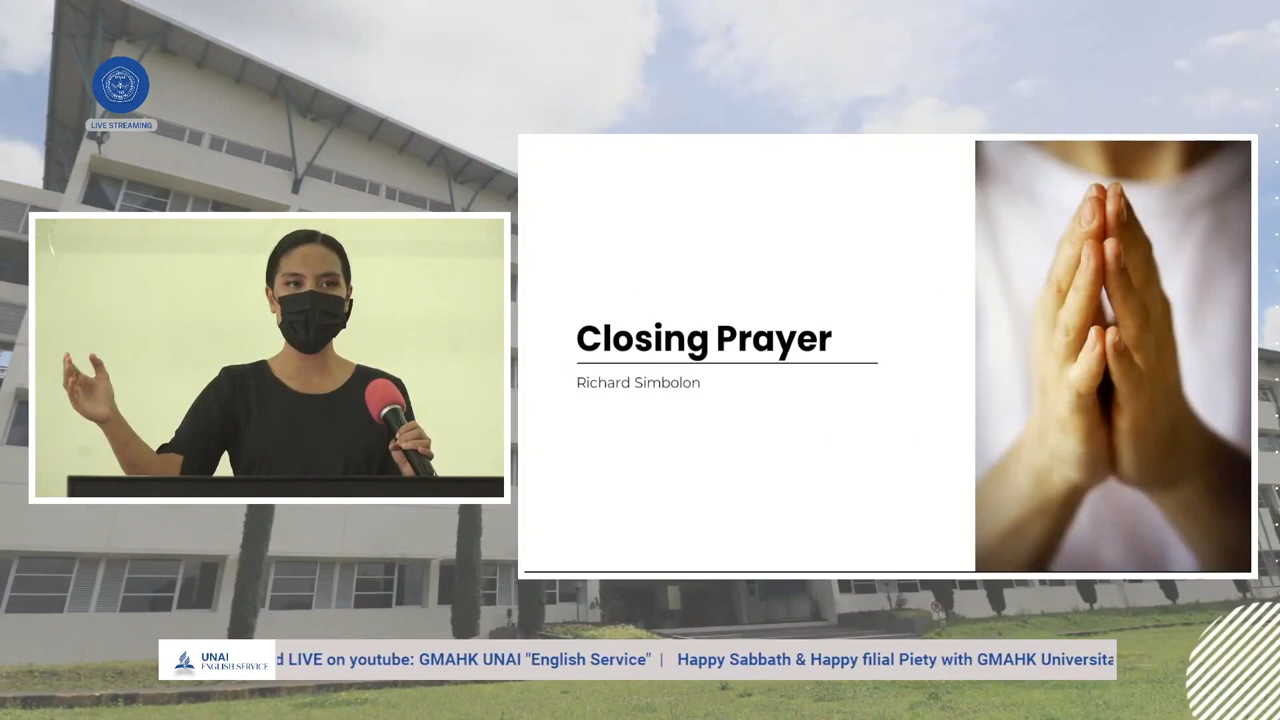 LIVE STREAMING
Closing Prayer
Richard Simbolon
UNAI
ENGLISH SERVICE
d LIVE on youtube: GMAHK UNAI "English Service" | Happy Sabbath & Happy filial Piety with GMAHK Universita